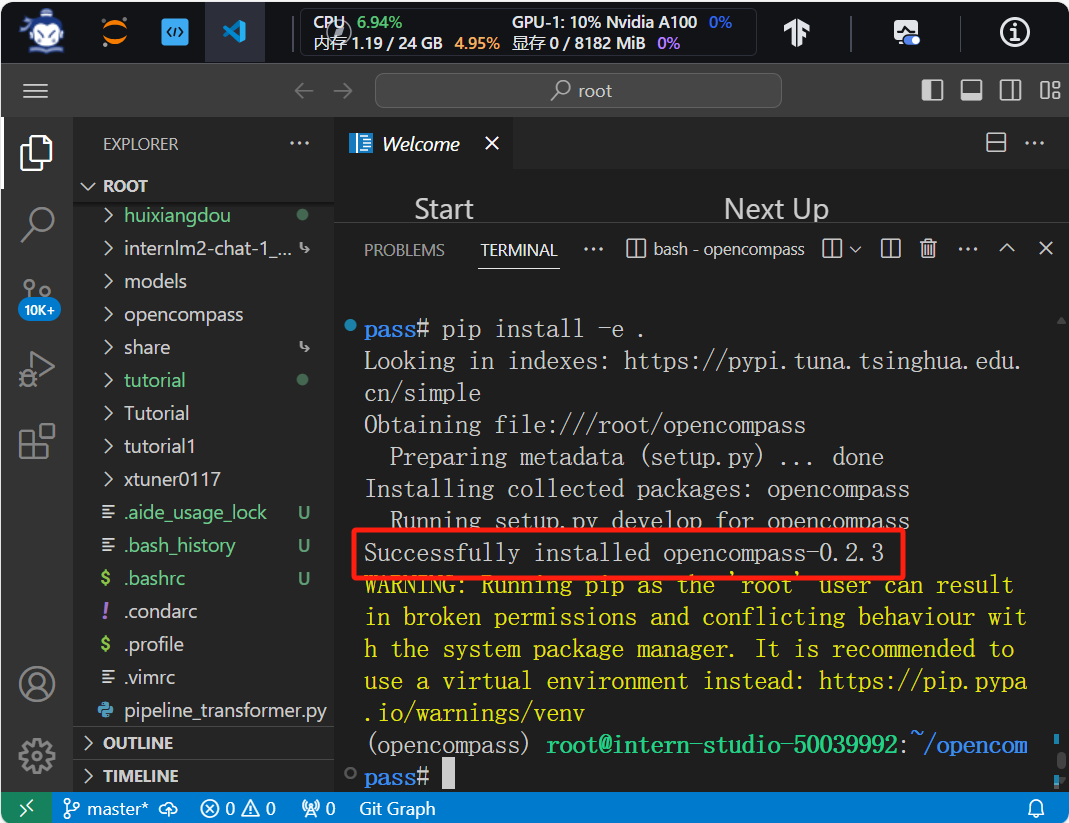 CPU 6.94% GPU-1: 10% Nvidia A100 0%
内存 1.19 / 24 GB 4.95% 显存 0 / 8182 MiB 0%
root
EXPLORER
Welcome
ROOT
Start Next Up
huixiangdou
internlm2-chat-1_...
models
opencompass
share
tutorial
Tutorial
tutorial1
xtuner0117
.aide_usage_lock U
.bash_history U
$ .bashrc U
! .condarc
$ .profile
.vimrc
pipeline_transformer.py
OUTLINE
TIMELINE
10K+
PROBLEMS TERMINAL ··· bash - opencompass ···
pass# pip install -e .
Looking in indexes: https://pypi.tuna.tsinghua.edu.
cn/simple
Obtaining file:///root/opencompass
Preparing metadata (setup.py) ... done
Installing collected packages: opencompass
Running setup.py develop for opencompass
Successfully installed opencompass-0.2.3
WARNING: Running pip as the 'root' user can result
in broken permissions and conflicting behaviour wit
h the system package manager. It is recommended to
use a virtual environment instead: https://pip.pypa
.io/warnings/venv
(opencompass) root@intern-studio-50039992:~/opencom
pass#
master* 0 0 0 Git Graph